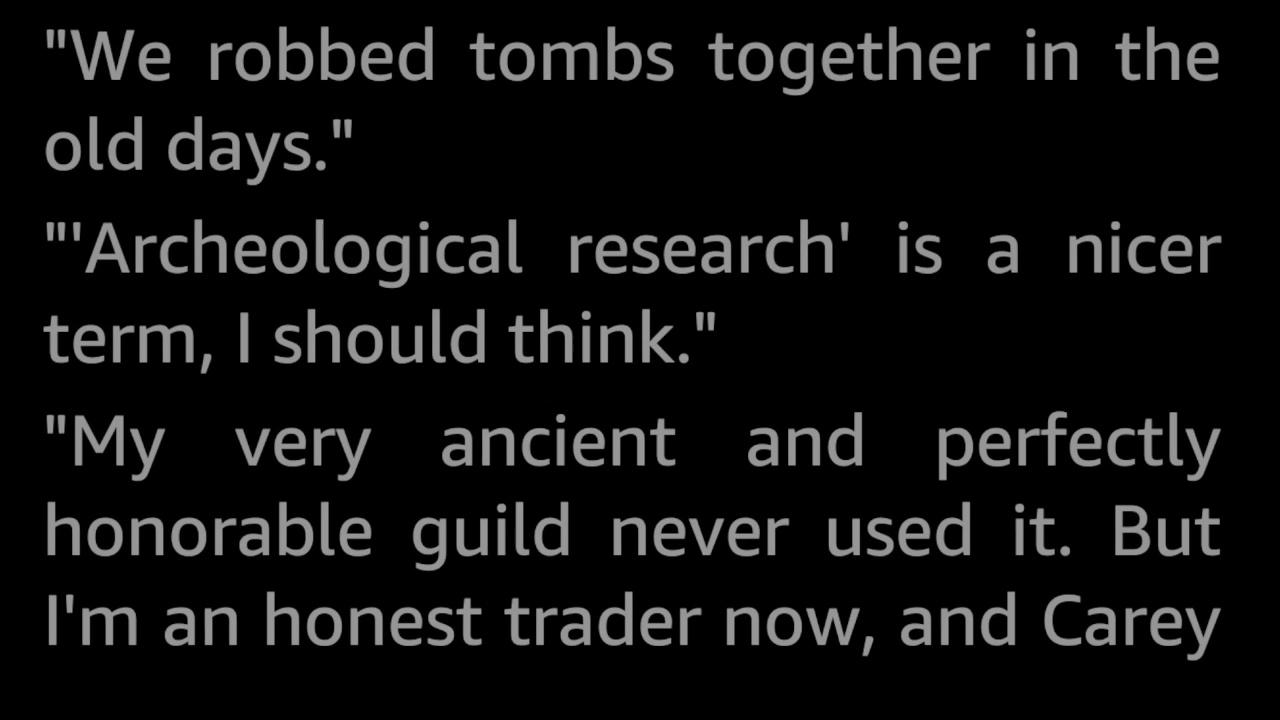 "We robbed tombs together in the
old days."
"'Archeological research' is a nicer
term, I should think."
"My very ancient and perfectly
honorable guild never used it. But
I'm an honest trader now, and Carey